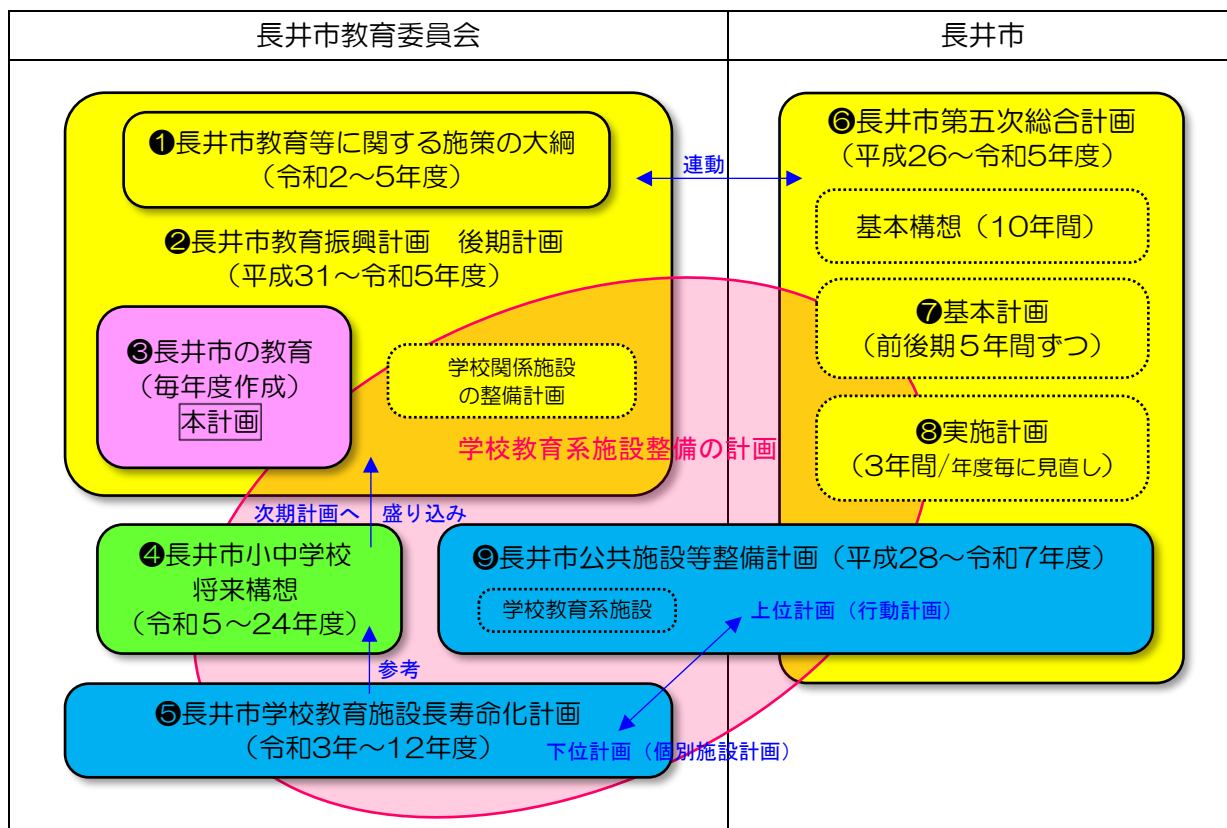 長井市教育委員会
長井市
❶長井市教育等に関する施策の大綱
(令和2～5年度)
❷長井市教育振興計画　後期計画
(平成31～令和5年度)
❸長井市の教育
(毎年度作成)
本計画
学校関係施設
の整備計画
学校教育系施設整備の計画
連動
❻長井市第五次総合計画
(平成26～令和5年度)
基本構想（10年間）
❼基本計画
(前後期５年間ずつ)
❽実施計画
(3年間/年度毎に見直し)
次期計画へ 盛り込み
❹長井市小中学校
将来構想
(令和５～24年度)
❾長井市公共施設等整備計画（平成28～令和7年度）
学校教育系施設
上位計画（行動計画）
参考
❺長井市学校教育施設長寿命化計画
(令和3年～12年度)
下位計画（個別施設計画）